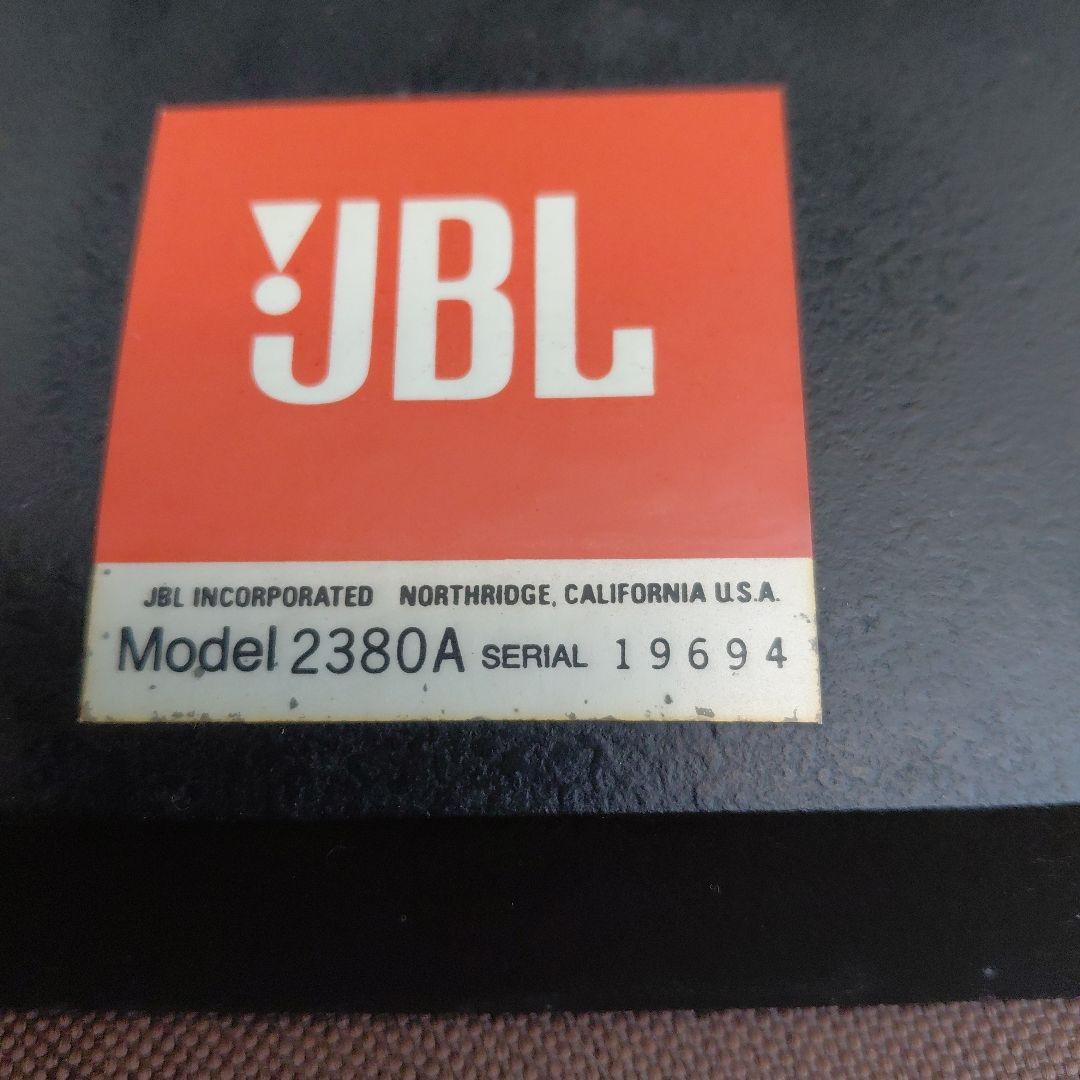 JBL
JBL INCORPORATED NORTHRIDGE, CALIFORNIA U.S.A.
Model 2380A SERIAL 19694